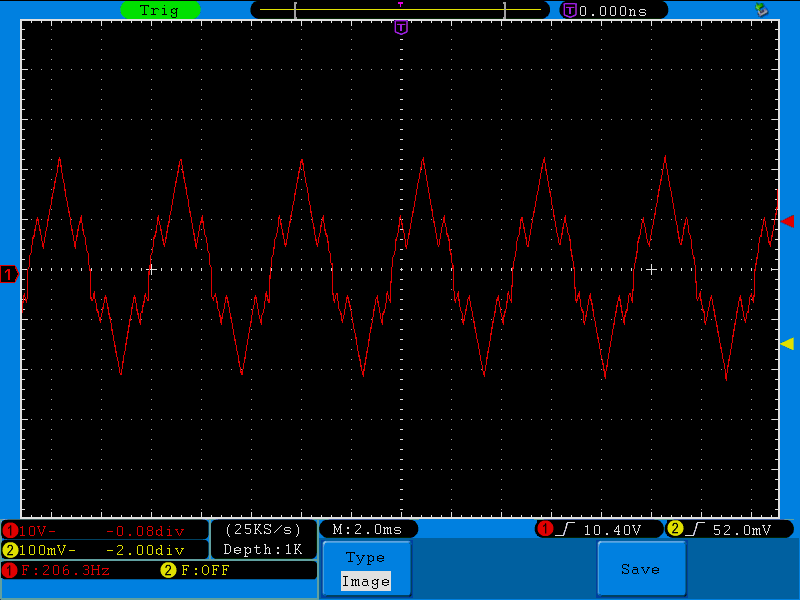 Trig
T
T 0.000ns
T
1
1 10V- -0.08div
(25KS/s)
M:2.0ms
1 10.40V
2 52.0mV
2 100mV- -2.00div
Depth:1K
1 F:206.3Hz
2 F:OFF
Type
Image
Save